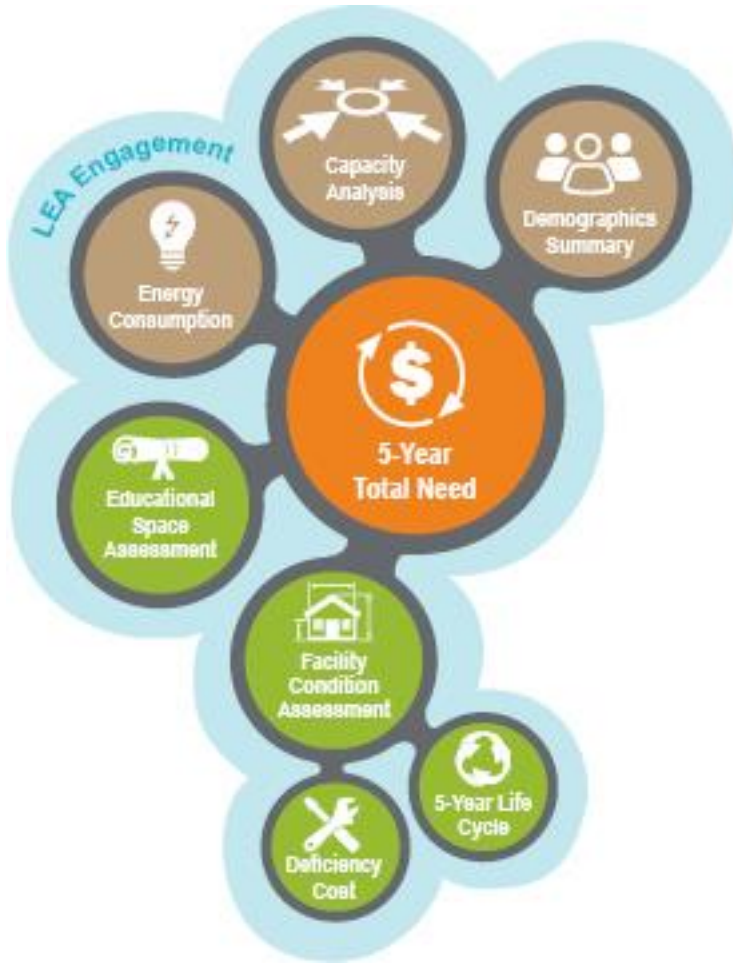 LEA Engagement
Capacity
Analysis
Demographics
Summary
Energy
Consumption
$
5-Year
Total Need
Educational
Space
Assessment
Facility
Condition
Assessment
5-Year Life
Cycle
Deficiency
Cost